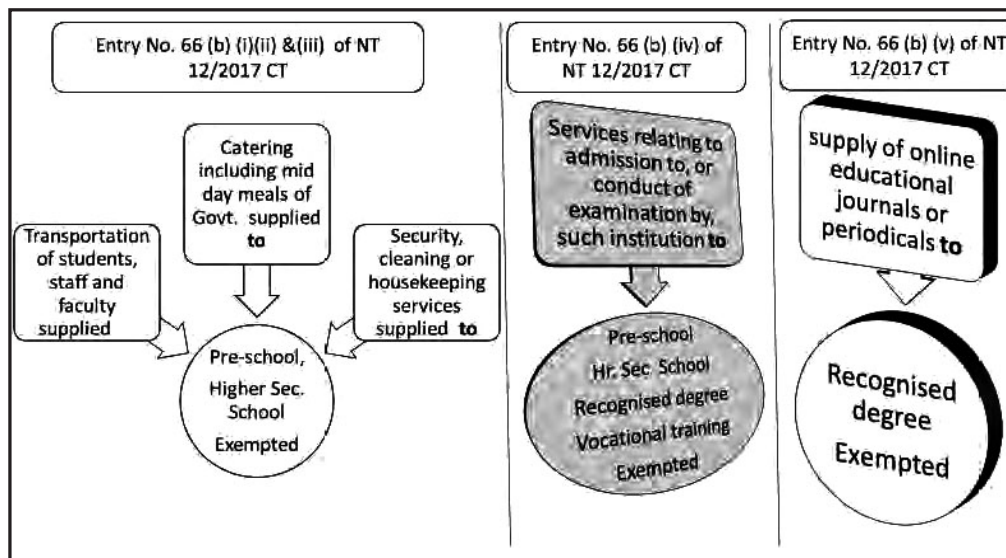 Entry No. 66 (b) (i)(ii) &(iii) of NT
12/2017 CT
Catering
including mid
day meals of
Govt. supplied
to
Transportation
of students,
staff and
faculty
supplied
Security,
cleaning or
housekeeping
services
supplied to
Pre-school,
Higher Sec.
School
Exempted
Entry No. 66 (b) (iv) of
NT 12/2017 CT
Services relating to
admission to, or
conduct of
examination by,
such institution to
Pre-school
Hr. Sec School
Recognised degree
Vocational training
Exempted
Entry No. 66 (b) (v) of NT
12/2017 CT
supply of online
educational
journals or
periodicals to
Recognised
degree
Exempted